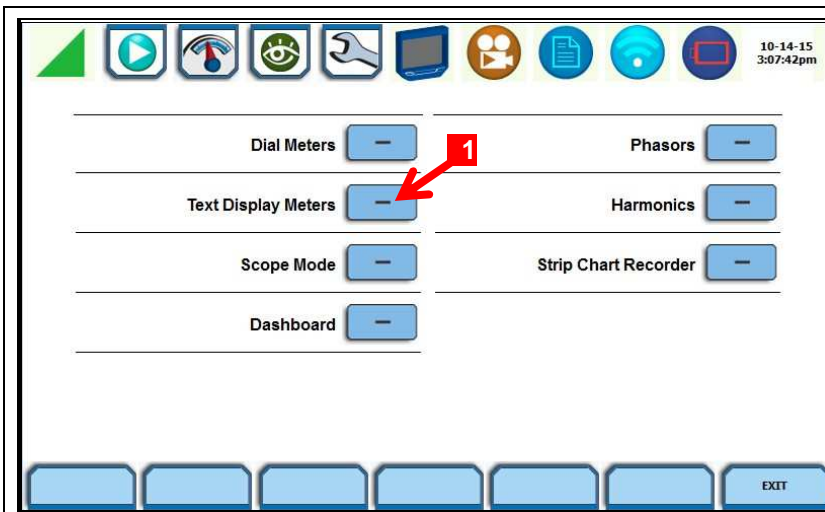 10-14-15
3:07:42pm
Dial Meters
1
Phasors
Text Display Meters
Harmonics
Scope Mode
Strip Chart Recorder
Dashboard
EXIT